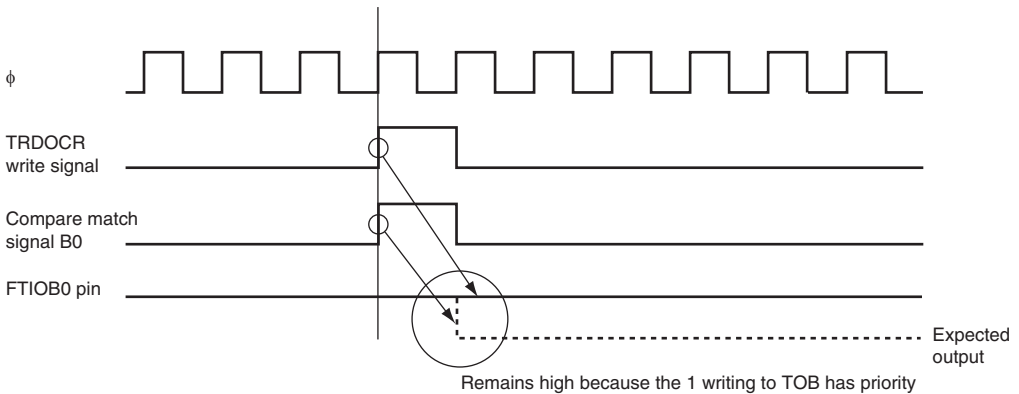 ϕ
TRDOCR
write signal
Compare match
signal B0
FTIOB0 pin
Expected
output
Remains high because the 1 writing to TOB has priority